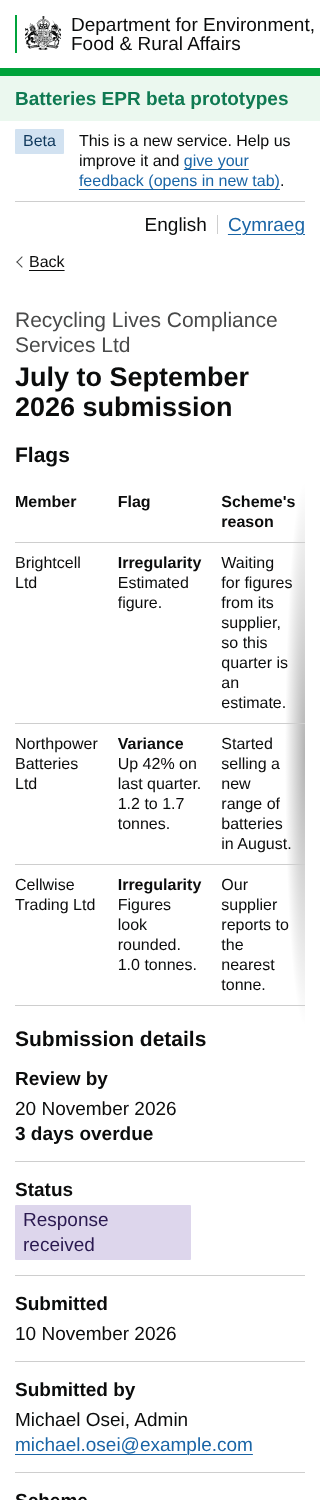 Department for Environment,
Food & Rural Affairs
Batteries EPR beta prototypes
Beta
This is a new service. Help us
improve it and give your
feedback (opens in new tab).
English
Cymraeg
Back
Recycling Lives Compliance
Services Ltd
July to September
2026 submission
Flags
Member
Flag
Scheme's
reason
Brightcell
Ltd
Irregularity
Estimated
figure.
Waiting
for figures
from its
supplier,
so this
quarter is
an
estimate.
Northpower
Batteries
Ltd
Variance
Up 42% on
last quarter.
1.2 to 1.7
tonnes.
Started
selling a
new
range of
batteries
in August.
Cellwise
Trading Ltd
Irregularity
Figures
look
rounded.
1.0 tonnes.
Our
supplier
reports to
the
nearest
tonne.
Submission details
Review by
20 November 2026
3 days overdue
Status
Response
received
Submitted
10 November 2026
Submitted by
Michael Osei, Admin
michael.osei@example.com
Scheme